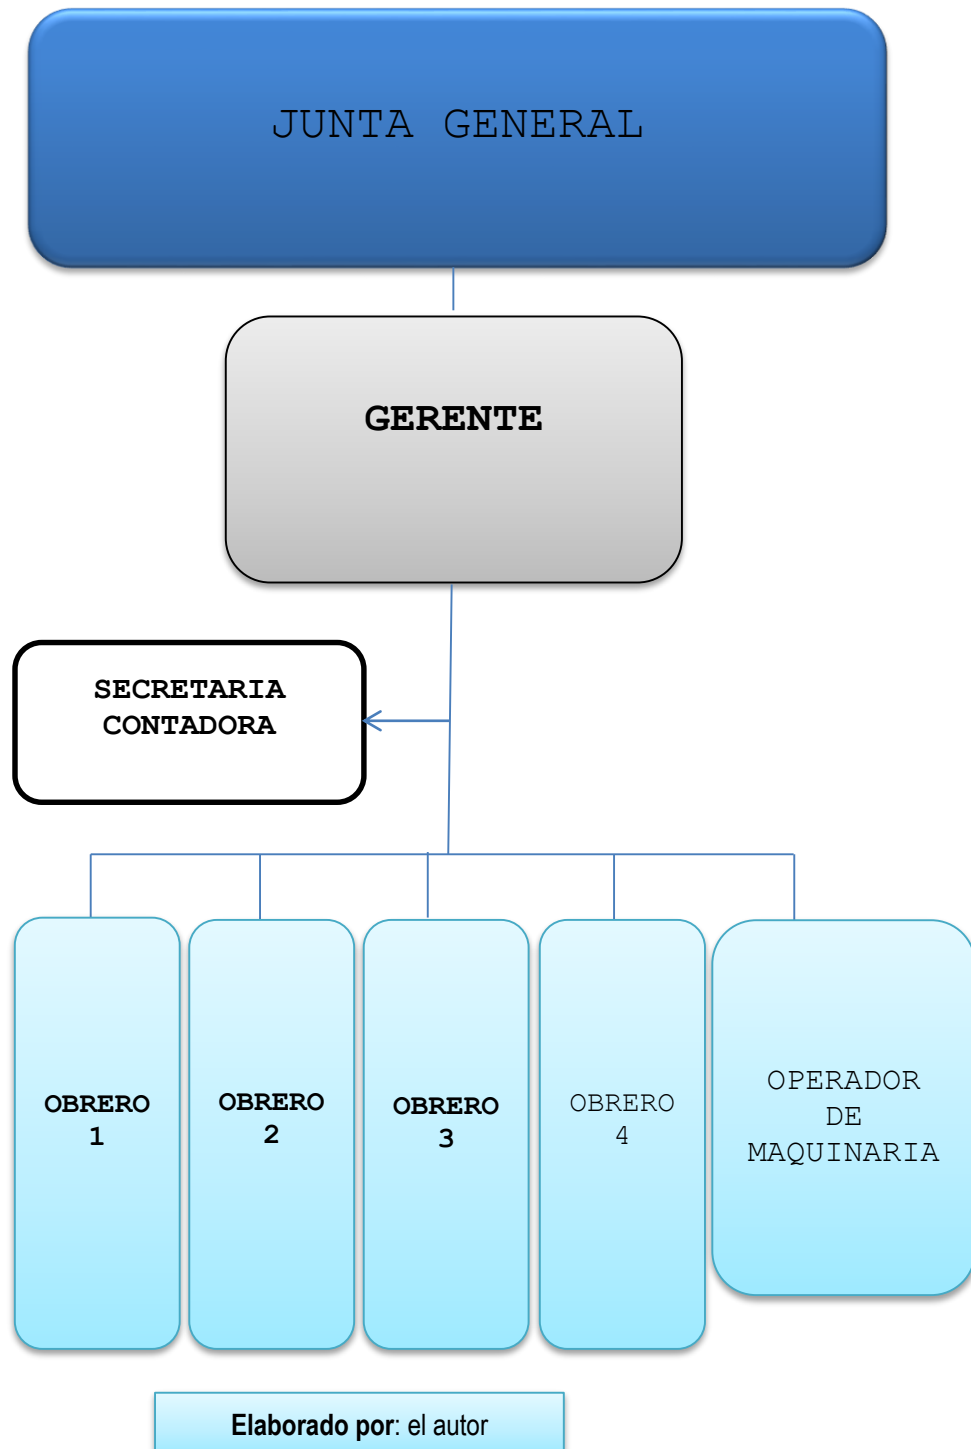 JUNTA GENERAL
GERENTE
SECRETARIA
CONTADORA
OBRERO
1
OBRERO
2
OBRERO
3
OBRERO
4
OPERADOR
DE
MAQUINARIA
Elaborado por: el autor